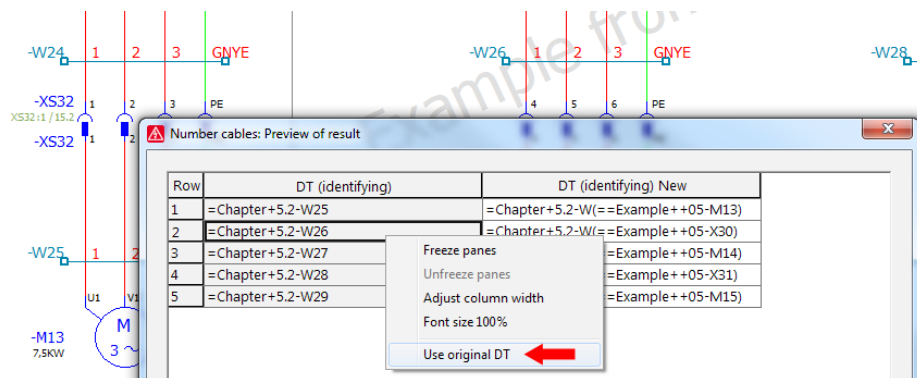 Example from
-W24 1 2 3 GNYE
-W26 1 2 3 GNYE
-W28
-XS32 1 2 3 PE
4 5 6 PE
XS32:1 /15.2
-XS32 1 2
Number cables: Preview of result
x
Row DT (identifying) DT (identifying) New
1 =Chapter+5.2-W25 =Chapter+5.2-W(==Example++05-M13)
2 =Chapter+5.2-W26 =Chapter+5.2-W(==Example++05-X30)
3 =Chapter+5.2-W27 =Example++05-M14)
4 =Chapter+5.2-W28 =Example++05-X31)
5 =Chapter+5.2-W29 =Example++05-M15)
Freeze panes
Unfreeze panes
Adjust column width
Font size 100%
Use original DT
-W25 1 2
U1 V1
-M13
7,5KW
M
3 ~